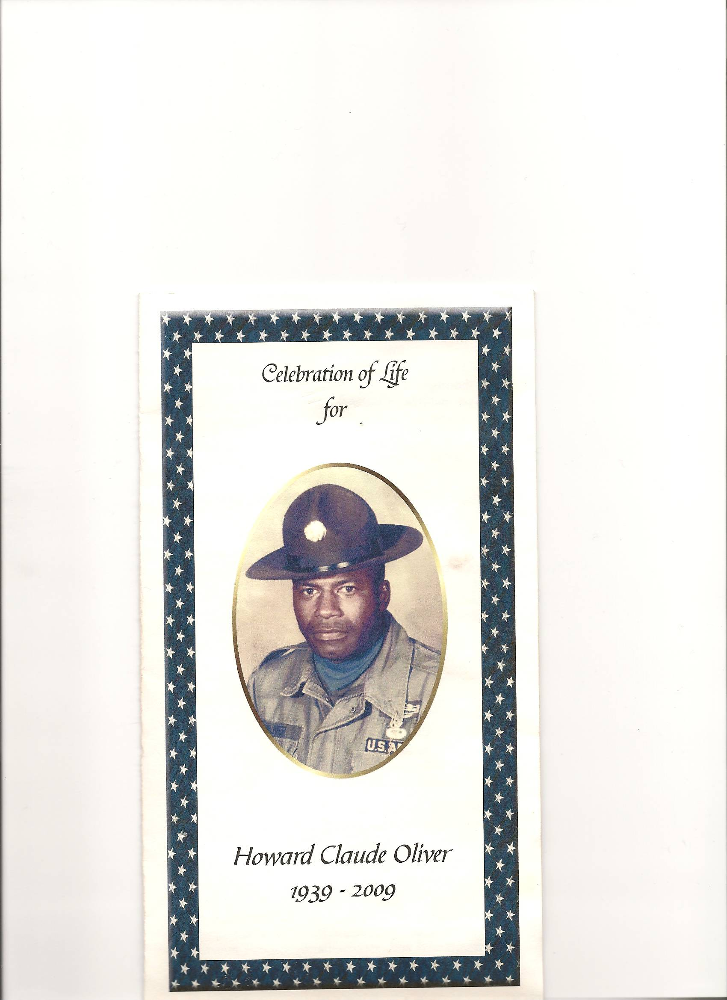 Celebration of Life
for
U.S.A
Howard Claude Oliver
1939 - 2009